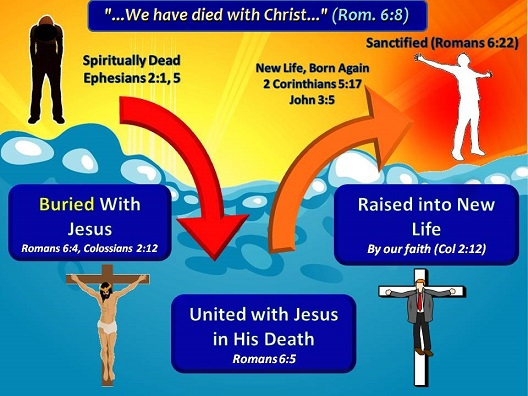 "...We have died with Christ..." (Rom. 6:8)
Sanctified (Romans 6:22)
Spiritually Dead
Ephesians 2:1, 5
New Life, Born Again
2 Corinthians 5:17
John 3:5
Buried With
Jesus
Romans 6:4, Colossians 2:12
Raised into New
Life
By our faith (Col 2:12)
United with Jesus
in His Death
Romans 6:5